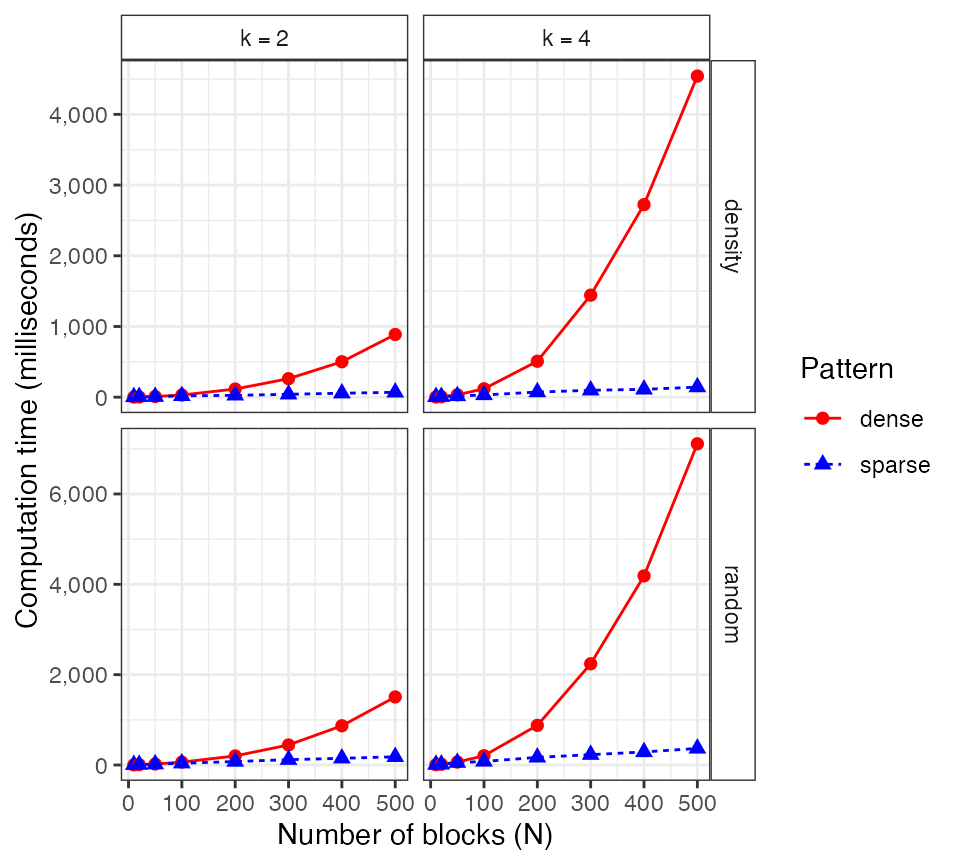 k = 2
k = 4
Computation time (milliseconds)
4,000
3,000
2,000
1,000
0
density
6,000
4,000
2,000
0
random
0 100 200 300 400 500
0 100 200 300 400 500
Number of blocks (N)
Pattern
dense
sparse